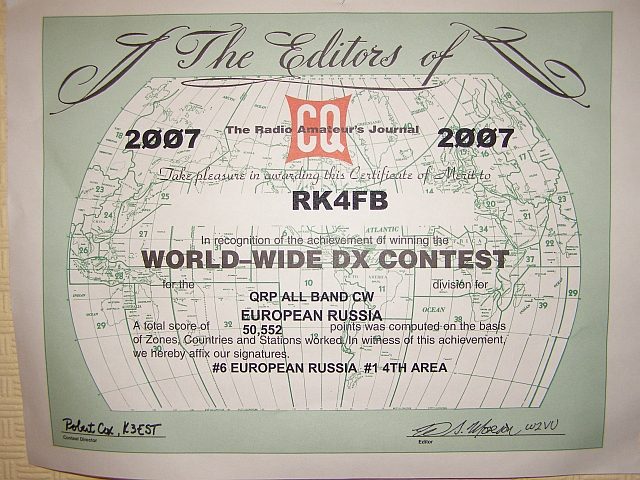 The Editors of
CQ
2007 The Radio Amateur's Journal 2007
Take pleasure in awarding this Certificate of Merit to
RK4FB
In recognition of the achievement of winning the
WORLD–WIDE DX CONTEST
for the division for
QRP ALL BAND CW
EUROPEAN RUSSIA
A total score of 50,552 points was computed on the basis
of Zones, Countries and Stations worked. In witness of this achievement,
we hereby affix our signatures.
#6 EUROPEAN RUSSIA #1 4TH AREA
Robert Cox, K3EST
Contest Director
W2VU
Editor